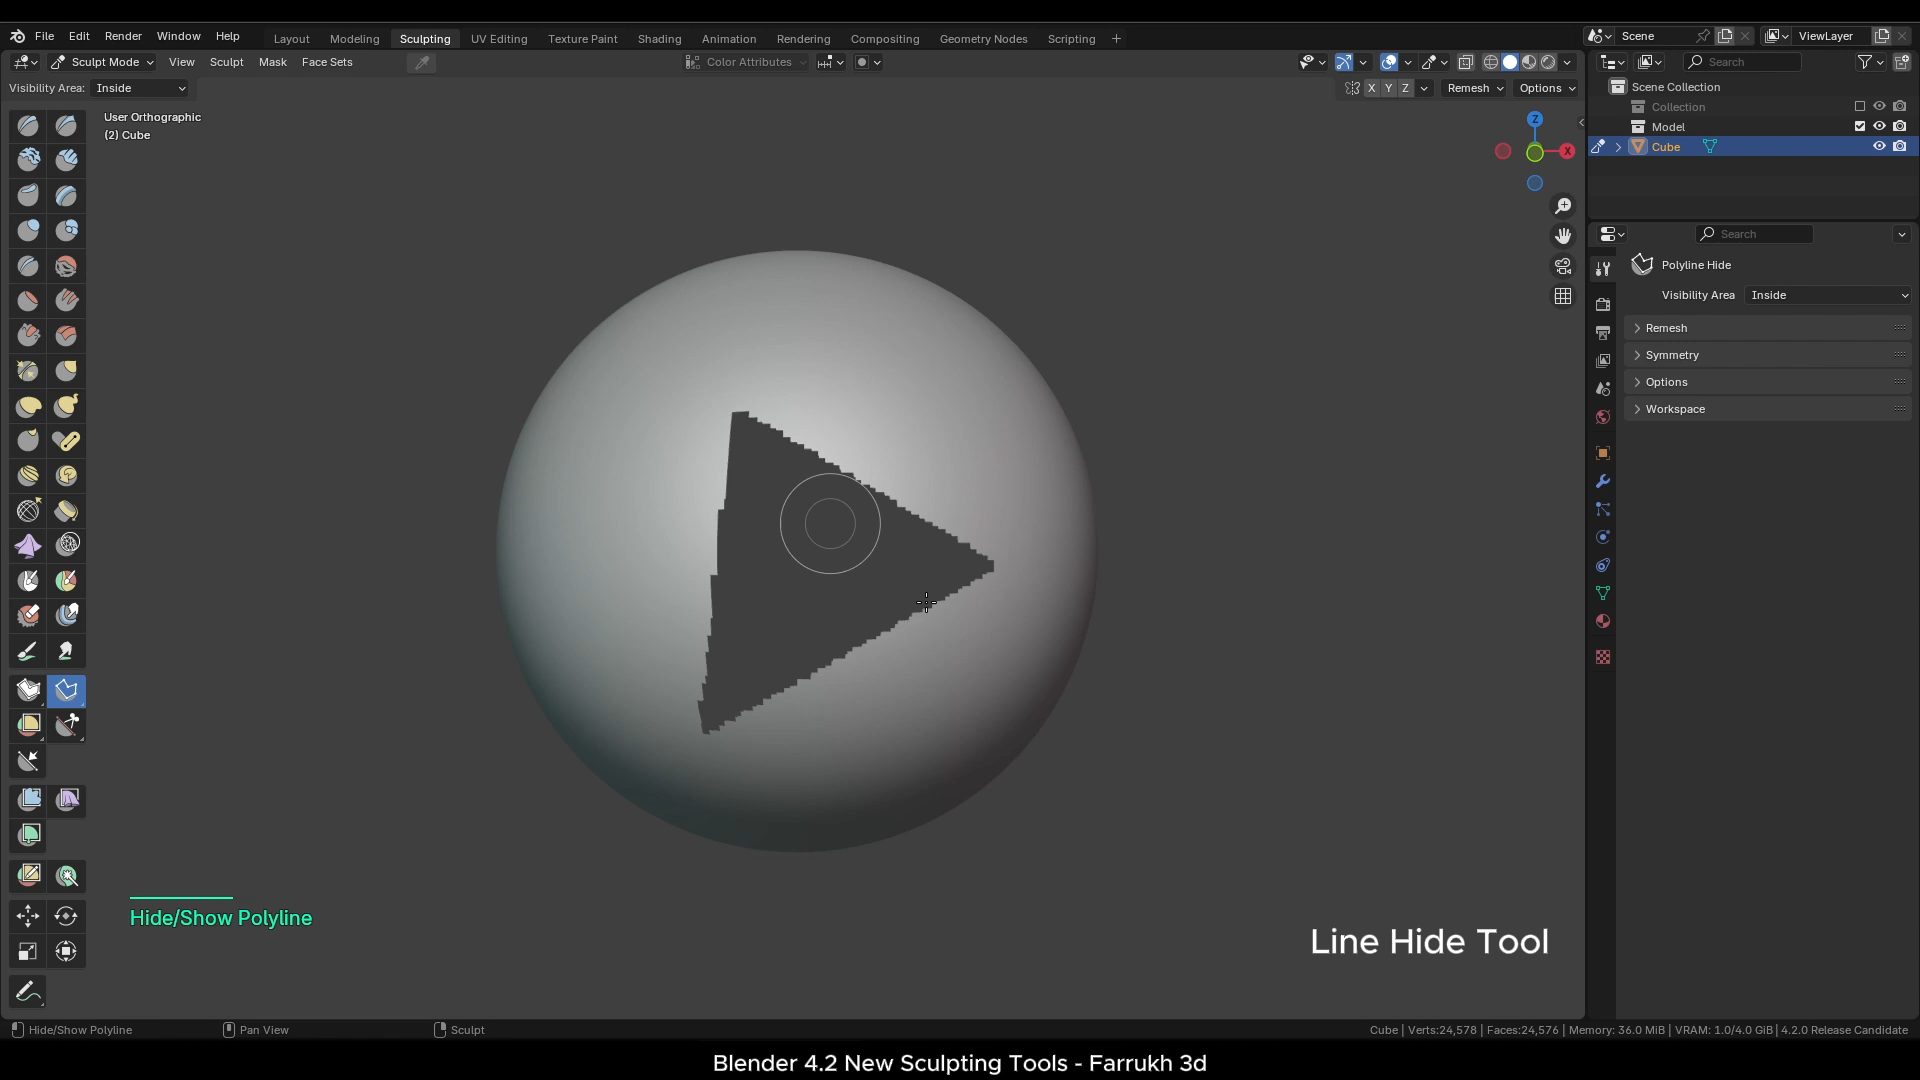 File Edit Render Window Help Layout Modeling Sculpting UV Editing Texture Paint Shading Animation Rendering Compositing Geometry Nodes Scripting + Scene ViewLayer
Sculpt Mode View Sculpt Mask Face Sets Color Attributes Search
Visibility Area: Inside X Y Z Remesh Options
User Orthographic
(2) Cube
Z
X
Scene Collection
Collection
Model
Cube
Search
Polyline Hide
Visibility Area Inside
Remesh
Symmetry
Options
Workspace
Hide/Show Polyline
Line Hide Tool
Hide/Show Polyline Pan View Sculpt Cube | Verts:24,578 | Faces:24,576 | Memory: 36.0 MiB | VRAM: 1.0/4.0 GiB | 4.2.0 Release Candidate
Blender 4.2 New Sculpting Tools - Farrukh 3d